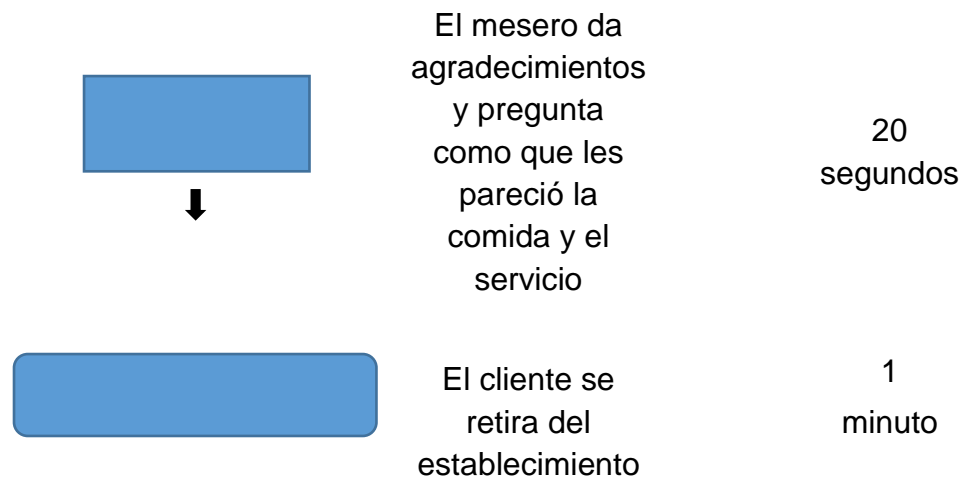 El mesero da
agradecimientos
y pregunta
como que les
pareció la
comida y el
servicio
20
segundos
El cliente se
retira del
establecimiento
1
minuto